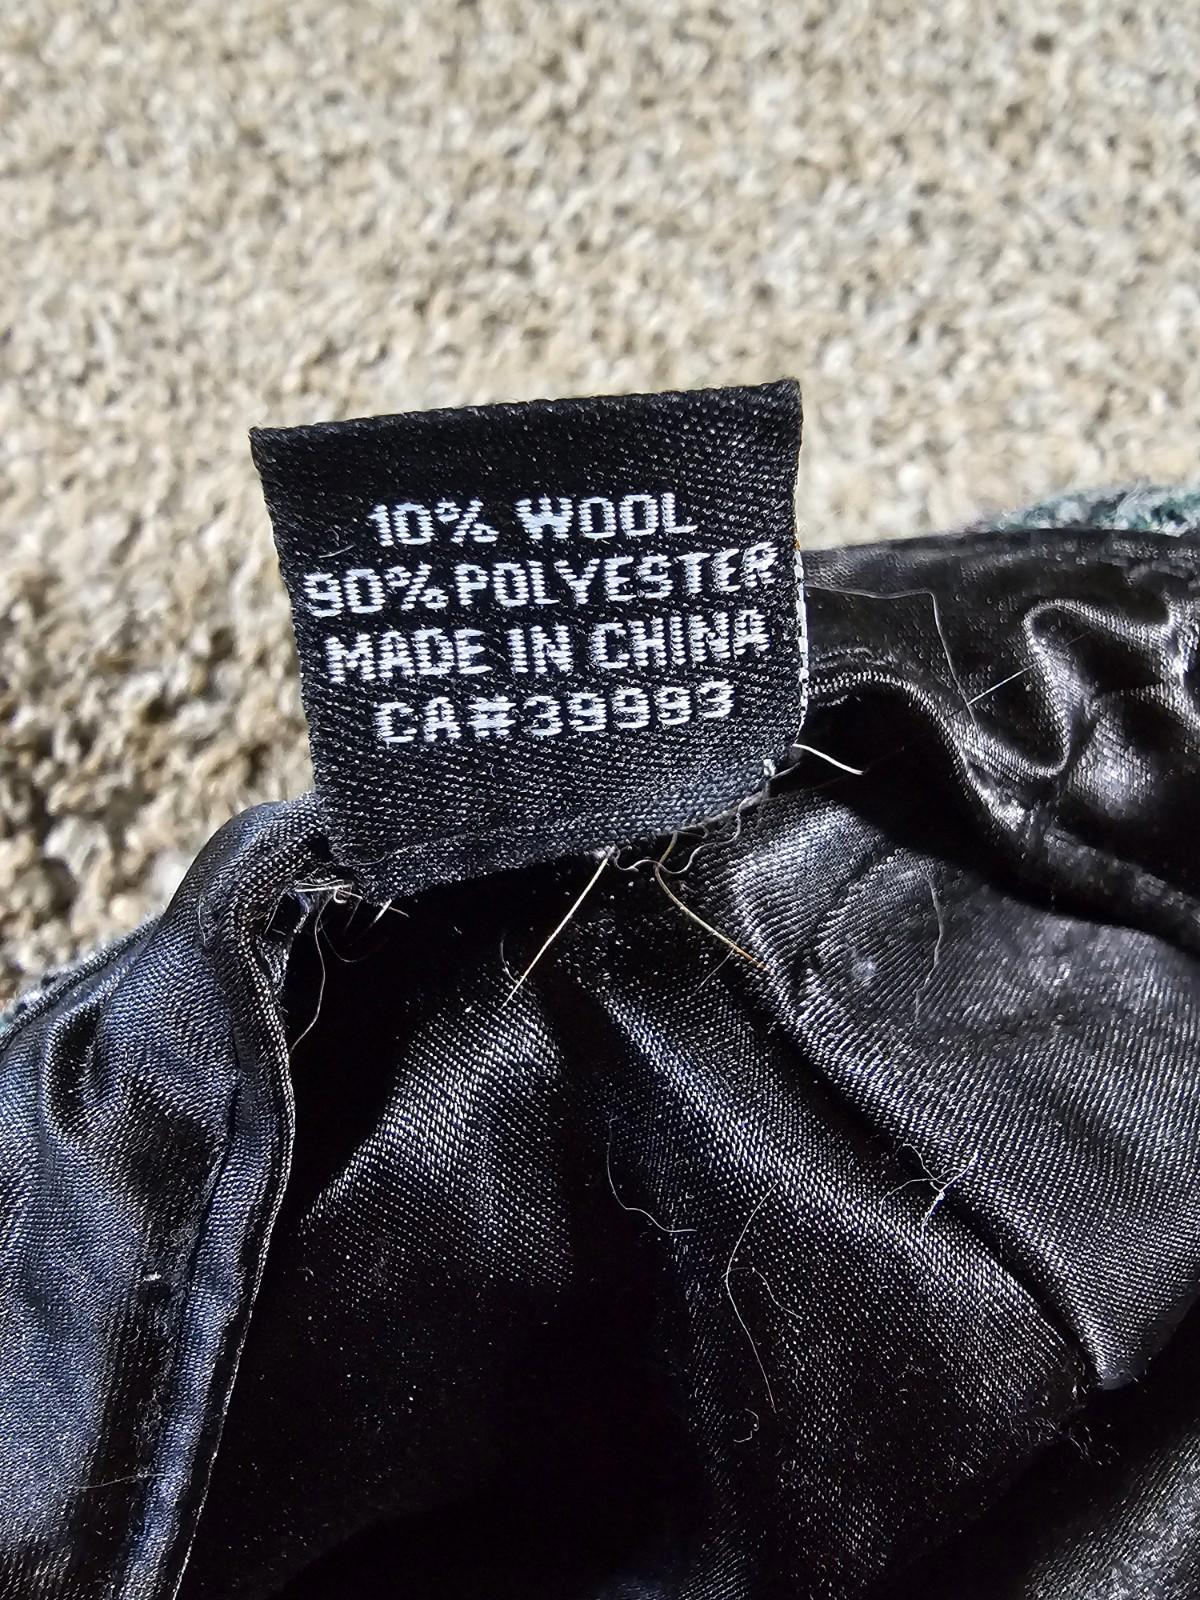 10% WOOL
90% POLYESTER
MADE IN CHINA
CA#39993